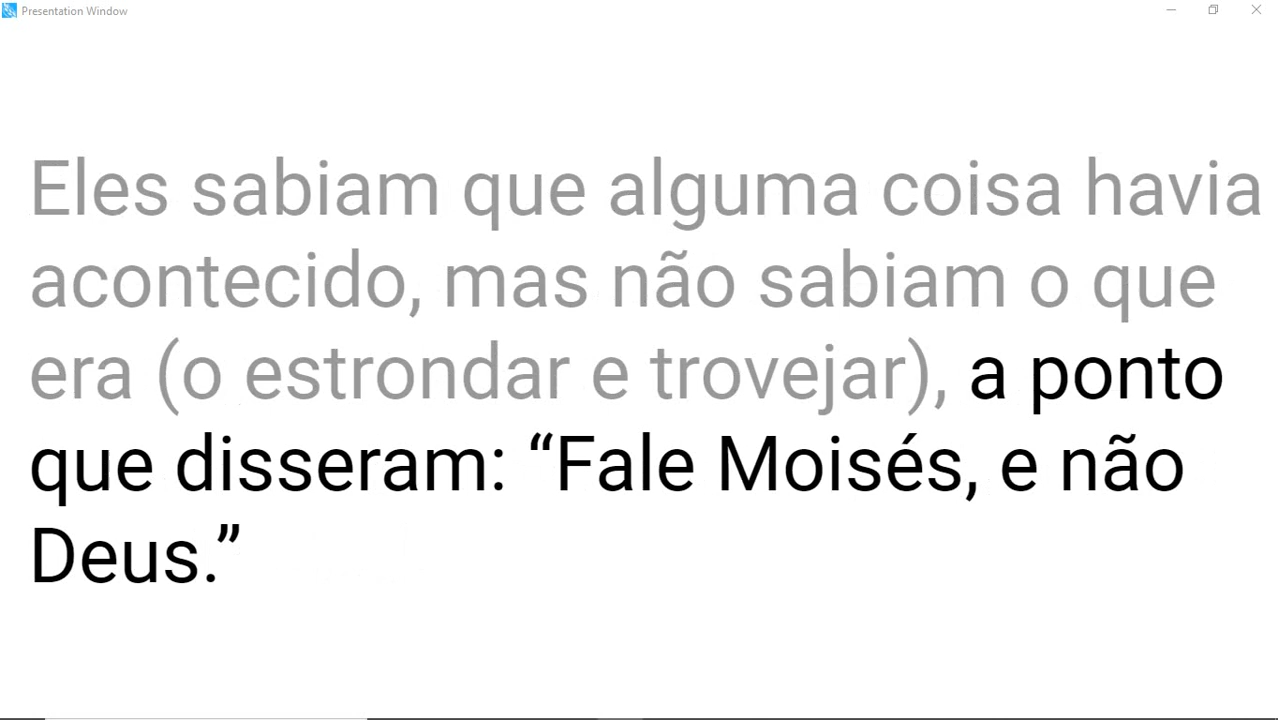 Presentation Window
Eles sabiam que alguma coisa havia
acontecido, mas não sabiam o que
era (o estrondar e trovejar), a ponto
que disseram: “Fale Moisés, e não
Deus.”